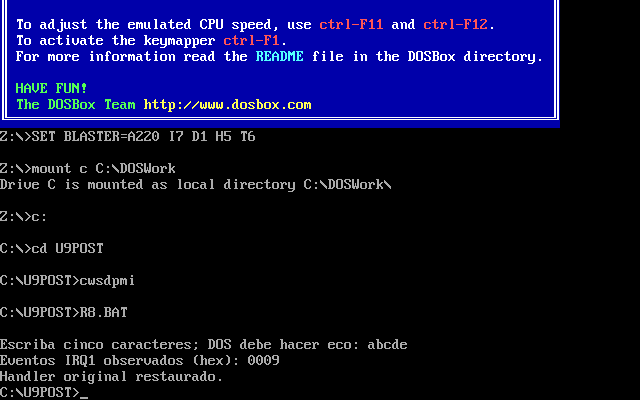 To adjust the emulated CPU speed, use ctrl-F11 and ctrl-F12.
To activate the keymapper ctrl-F1.
For more information read the README file in the DOSBox directory.
HAVE FUN!
The DOSBox Team http://www.dosbox.com
Z:\>SET BLASTER=A220 I7 D1 H5 T6
Z:\>mount c C:\DOSWork
Drive C is mounted as local directory C:\DOSWork\
Z:\>c:
C:\>cd U9POST
C:\U9POST>cwsdpmi
C:\U9POST>R8.BAT
Escriba cinco caracteres; DOS debe hacer eco: abcde
Eventos IRQ1 observados (hex): 0009
Handler original restaurado.
C:\U9POST>_